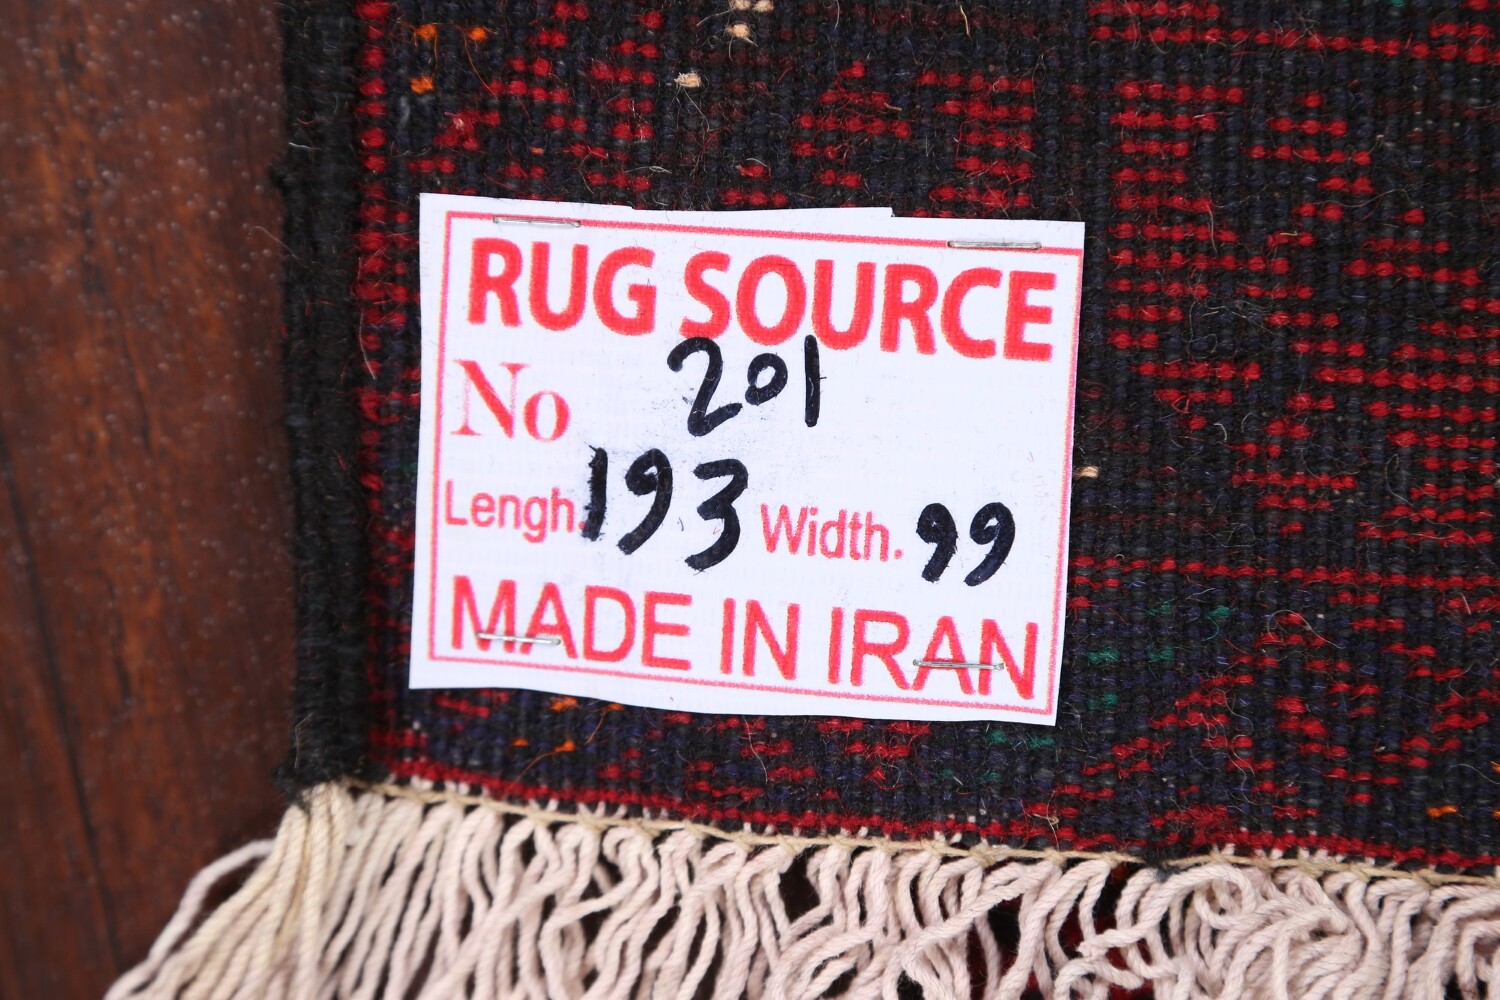 RUG SOURCE
No 201
Lengh. 193 Width. 99
MADE IN IRAN